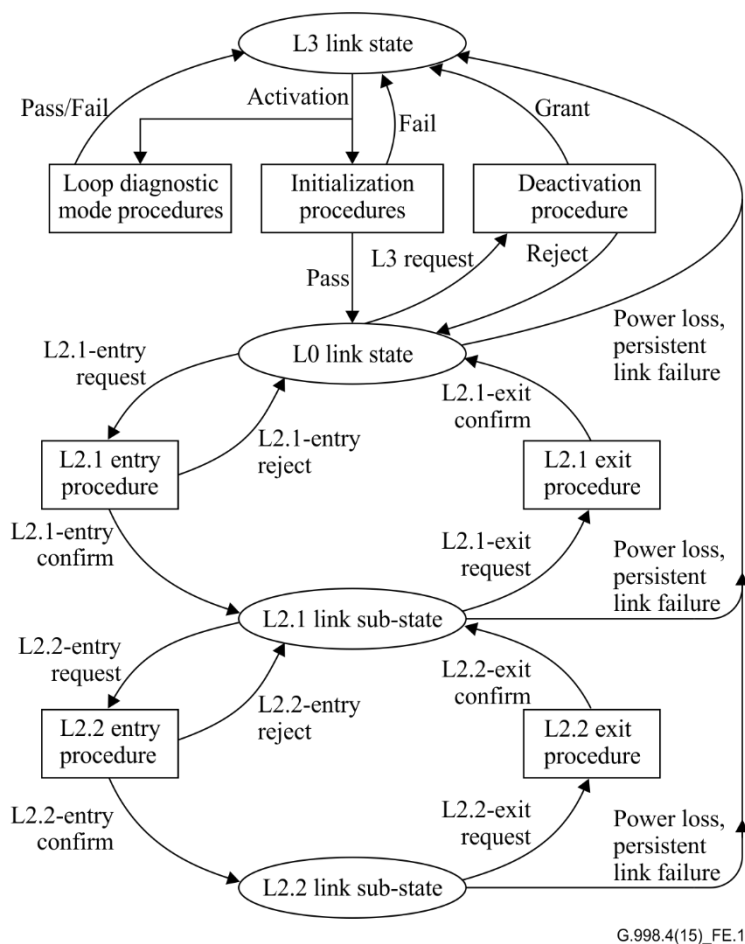 L3 link state
Activation
Pass/Fail
Fail
Grant
Loop diagnostic
mode procedures
Initialization
procedures
Deactivation
procedure
Pass
L3 request
Reject
L0 link state
Power loss,
persistent
link failure
L2.1-entry
request
L2.1-entry
reject
L2.1-exit
confirm
L2.1 entry
procedure
L2.1 exit
procedure
L2.1-entry
confirm
L2.1-exit
request
Power loss,
persistent
link failure
L2.1 link sub-state
L2.2-entry
request
L2.2-entry
reject
L2.2-exit
confirm
L2.2 entry
procedure
L2.2 exit
procedure
L2.2-entry
confirm
L2.2-exit
request
Power loss,
persistent
link failure
L2.2 link sub-state
G.998.4(15)_FE.1